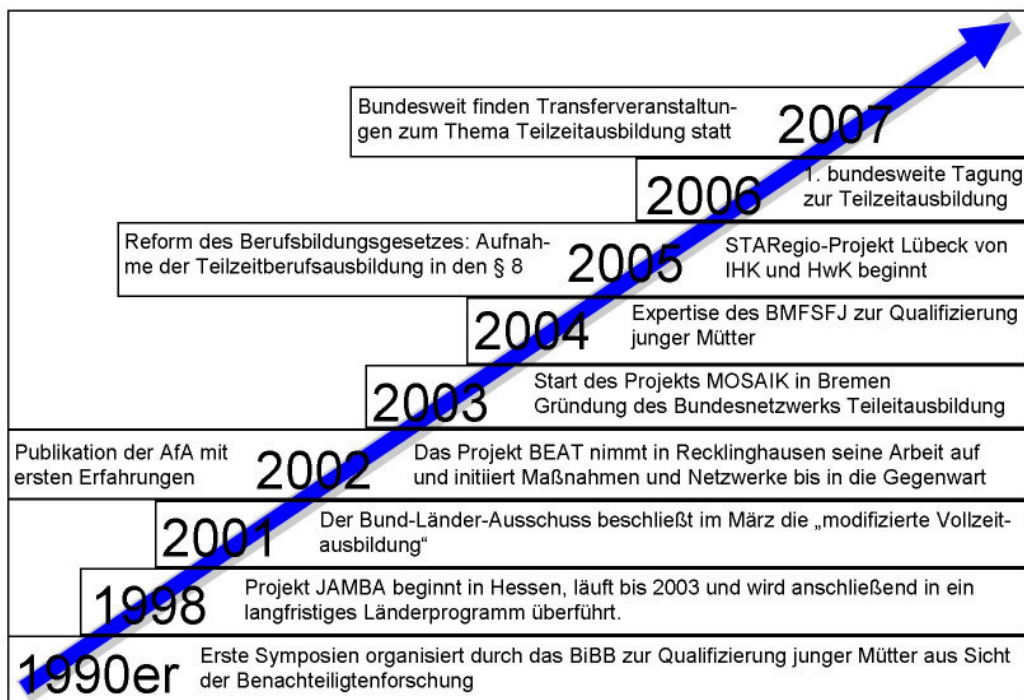 Bundesweit finden Transferveranstaltun-
gen zum Thema Teilzeitausbildung statt
2007
2006
1. bundesweite Tagung
zur Teilzeitausbildung
Reform des Berufsbildungsgesetzes: Aufnah-
me der Teilzeitberufsausbildung in den § 8
2005
STARegio-Projekt Lübeck von
IHK und HwK beginnt
2004
Expertise des BMFSFJ zur Qualifizierung
junger Mütter
2003
Start des Projekts MOSAIK in Bremen
Gründung des Bundesnetzwerks Teileitausbildung
Publikation der AfA mit
ersten Erfahrungen
2002
Das Projekt BEAT nimmt in Recklinghausen seine Arbeit auf
und initiiert Maßnahmen und Netzwerke bis in die Gegenwart
2001
Der Bund-Länder-Ausschuss beschließt im März die „modifizierte Vollzeit-
ausbildung“
1998
Projekt JAMBA beginnt in Hessen, läuft bis 2003 und wird anschließend in ein
langfristiges Länderprogramm überführt.
1990er
Erste Symposien organisiert durch das BiBB zur Qualifizierung junger Mütter aus Sicht
der Benachteiligtenforschung